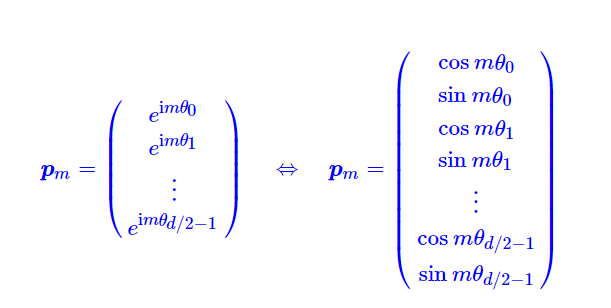 $\boldsymbol{p}_m = \begin{pmatrix} e^{\mathrm{i}m\theta_0} \\ e^{\mathrm{i}m\theta_1} \\ \vdots \\ e^{\mathrm{i}m\theta_{d/2-1}} \end{pmatrix} \quad \Leftrightarrow \quad \boldsymbol{p}_m = \begin{pmatrix} \cos m\theta_0 \\ \sin m\theta_0 \\ \cos m\theta_1 \\ \sin m\theta_1 \\ \vdots \\ \cos m\theta_{d/2-1} \\ \sin m\theta_{d/2-1} \end{pmatrix}$